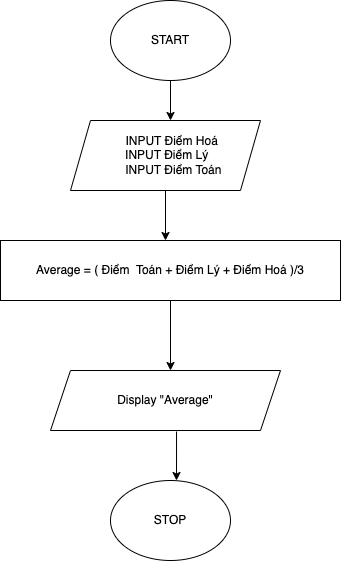 START
INPUT Điểm Hoá
INPUT Điểm Lý
INPUT Điểm Toán
Average = ( Điểm Toán + Điểm Lý + Điểm Hoá )/3
Display "Average"
STOP